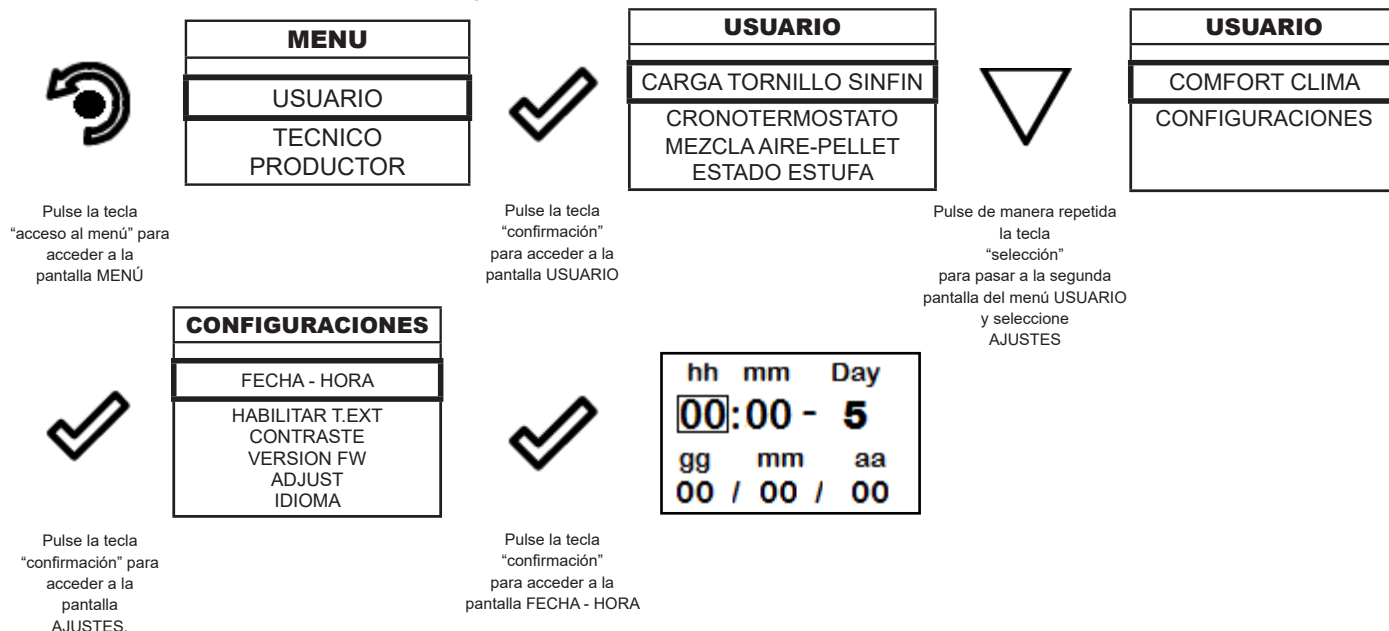 MENU
USUARIO
TECNICO
PRODUCTOR
Pulse la tecla
“acceso al menú” para
acceder a la
pantalla MENÚ
USUARIO
CARGA TORNILLO SINFIN
CRONOTERMOSTATO
MEZCLA AIRE-PELLET
ESTADO ESTUFA
Pulse la tecla
“confirmación”
para acceder a la
pantalla USUARIO
USUARIO
COMFORT CLIMA
CONFIGURACIONES
Pulse de manera repetida
la tecla
“selección”
para pasar a la segunda
pantalla del menú USUARIO
y seleccione
AJUSTES
CONFIGURACIONES
FECHA - HORA
HABILITAR T.EXT
CONTRASTE
VERSION FW
ADJUST
IDIOMA
Pulse la tecla
“confirmación” para
acceder a la
pantalla
AJUSTES.
Pulse la tecla
“confirmación”
para acceder a la
pantalla FECHA - HORA
hh mm Day
00:00 - 5
gg mm aa
00 / 00 / 00